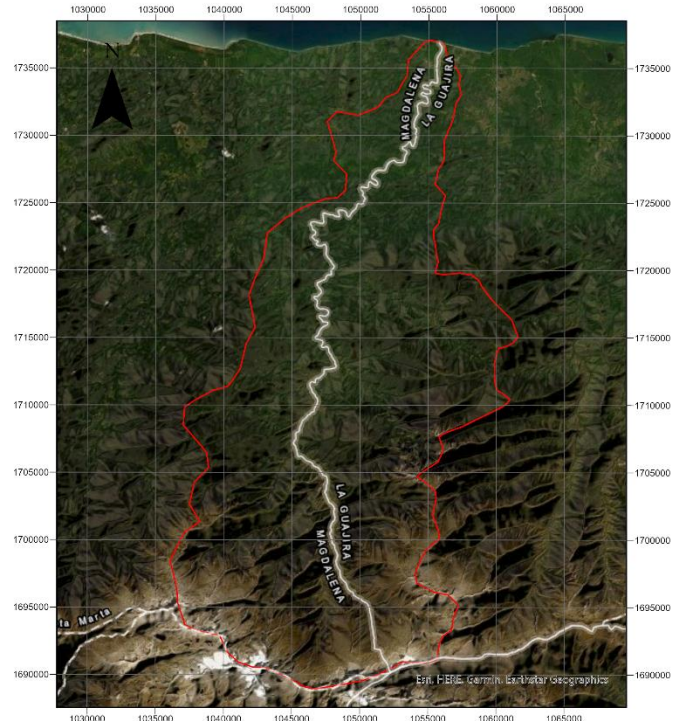 1030000 1035000 1040000 1045000 1050000 1055000 1060000 1065000
N
1735000 1735000
MAGDALENA
LA GUAJIRA
1730000 1730000
1725000 1725000
1720000 1720000
1715000 1715000
1710000 1710000
1705000 1705000
LA GUAJIRA
MAGDALENA
1700000 1700000
1695000 1695000
ta Marta
1690000 1690000
Esri, HERE, Garmin, Earthstar Geographics
1030000 1035000 1040000 1045000 1050000 1055000 1060000 1065000